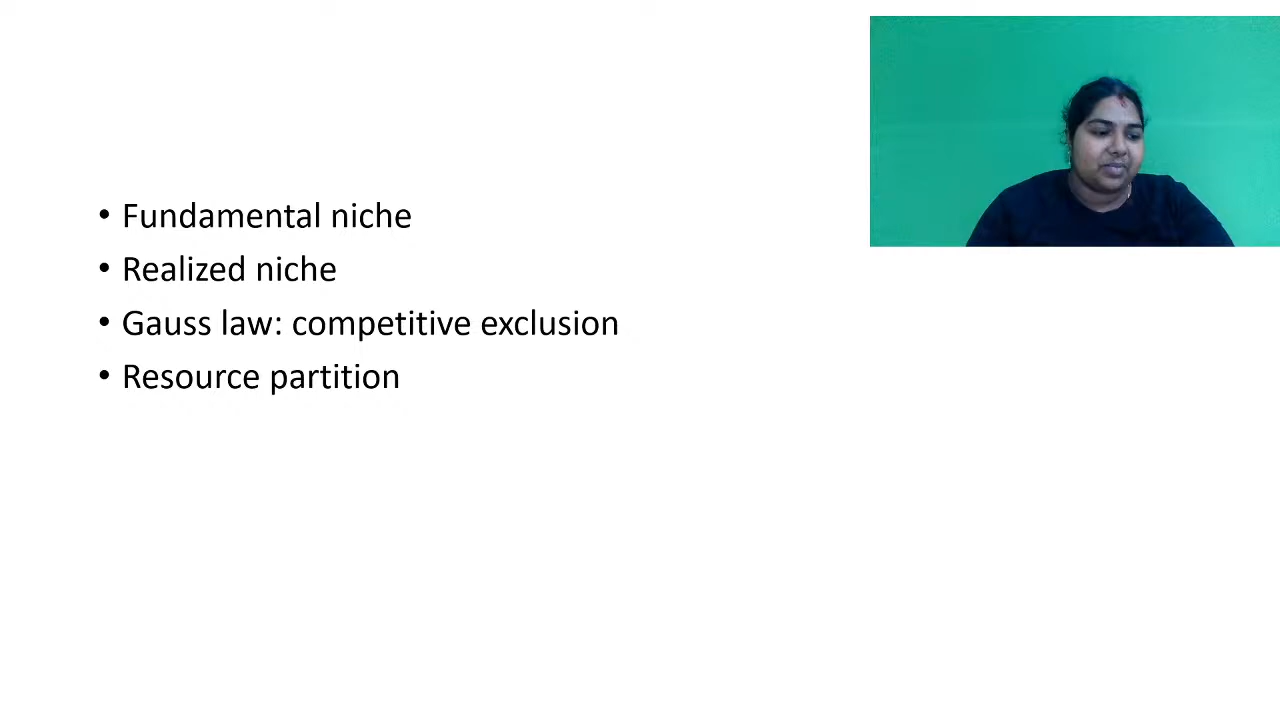 • Fundamental niche
• Realized niche
• Gauss law: competitive exclusion
• Resource partition